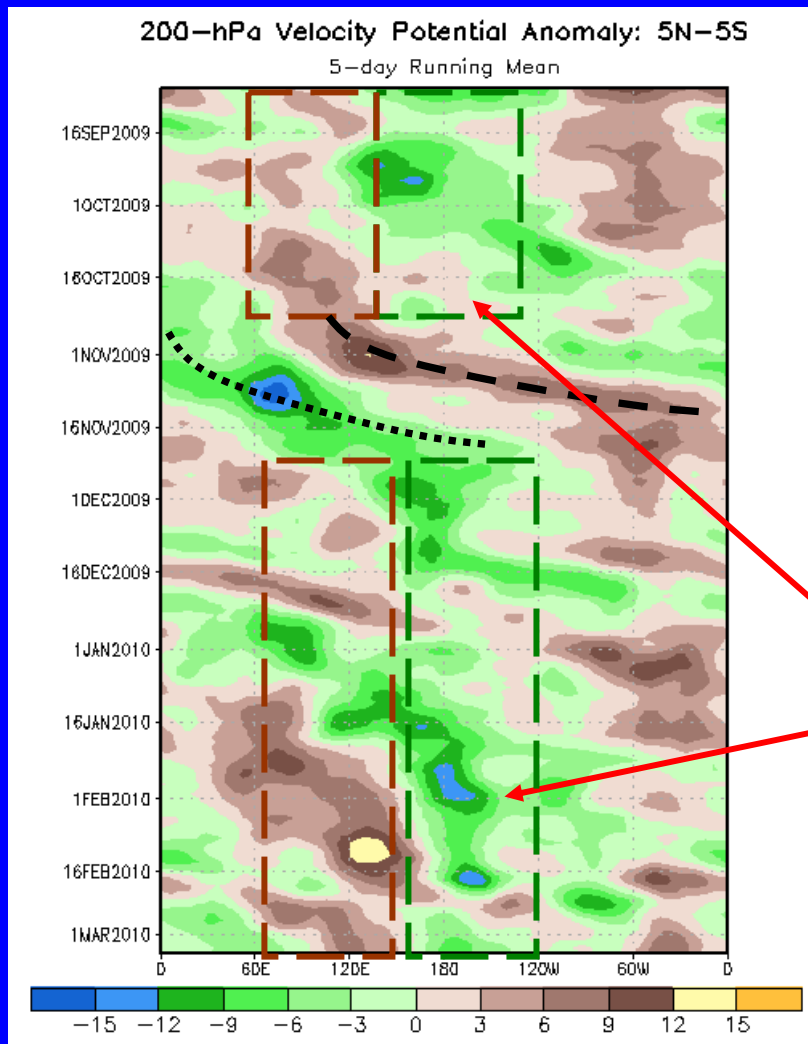 200-hPa Velocity Potential Anomaly: 5N-5S
5-day Running Mean
16SEP2009
1OCT2009
16OCT2009
1NOV2009
16NOV2009
1DEC2009
16DEC2009
1JAN2010
16JAN2010
1FEB2010
16FEB2010
1MAR2010
0 60E 120E 180 120W 60W 0
-15 -12 -9 -6 -3 0 3 6 9 12 15